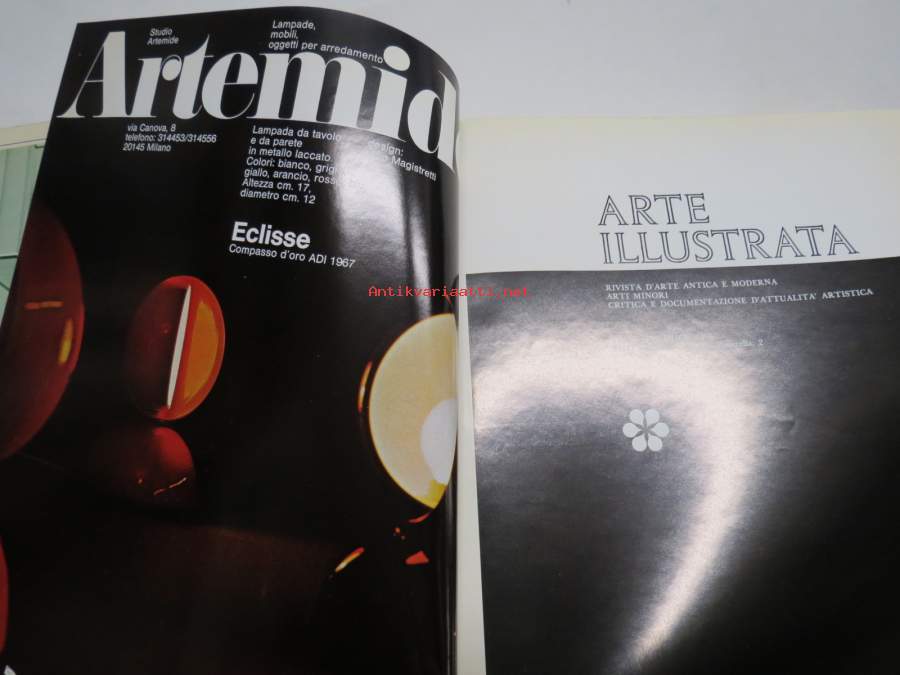 Studio
Artemide
Lampade,
mobili,
oggetti per arredamento
Artemid
via Canova, 8
telefono: 314453/314556
20145 Milano
Lampada da tavolo design:
e da parete Magistretti
in metallo laccato.
Colori: bianco,
giallo, arancio,
Altezza cm. 17,
diametro cm. 12
Eclisse
Compasso d'oro ADI 1967
Antikvariaatti.net
ARTE
ILLUSTRATA
RIVISTA D'ARTE ANTICA E MODERNA
ARTI MINORI
CRITICA E DOCUMENTAZIONE D'ATTUALITA' ARTISTICA
2